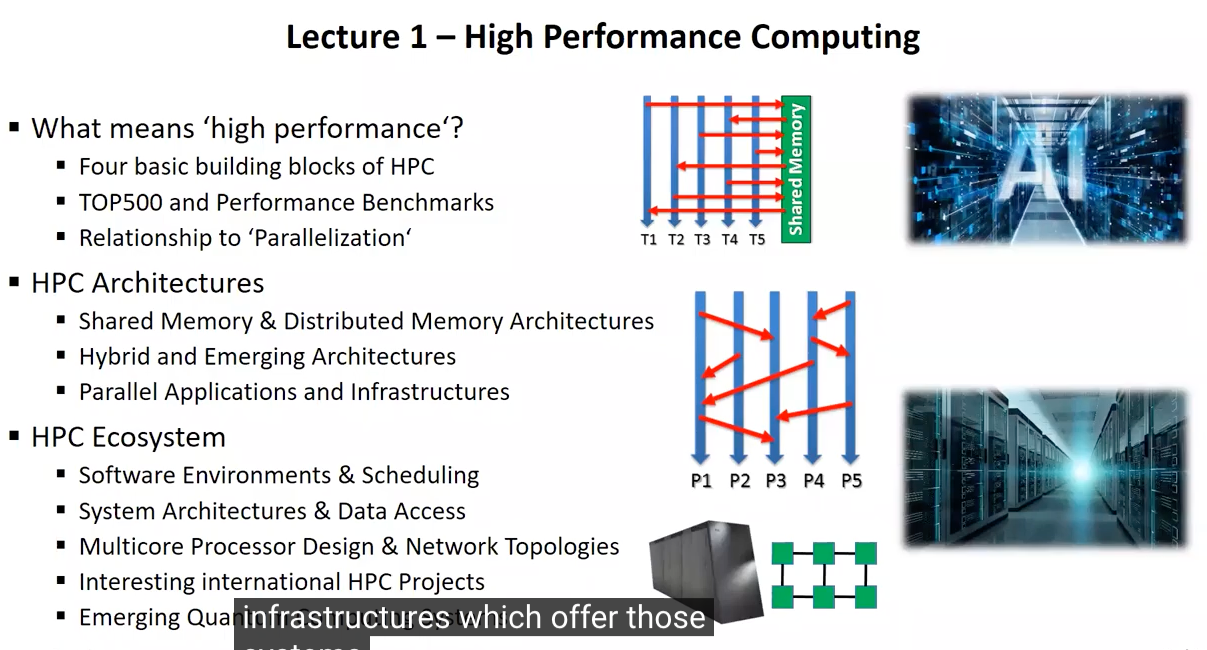 Lecture 1 – High Performance Computing
▪ What means ‘high performance‘?
▪ Four basic building blocks of HPC
▪ TOP500 and Performance Benchmarks
▪ Relationship to ‘Parallelization‘
▪ HPC Architectures
▪ Shared Memory & Distributed Memory Architectures
▪ Hybrid and Emerging Architectures
▪ Parallel Applications and Infrastructures
▪ HPC Ecosystem
▪ Software Environments & Scheduling
▪ System Architectures & Data Access
▪ Multicore Processor Design & Network Topologies
▪ Interesting international HPC Projects
▪ Emerging
infrastructures which offer those
Shared Memory
T1 T2 T3 T4 T5
P1 P2 P3 P4 P5
AI